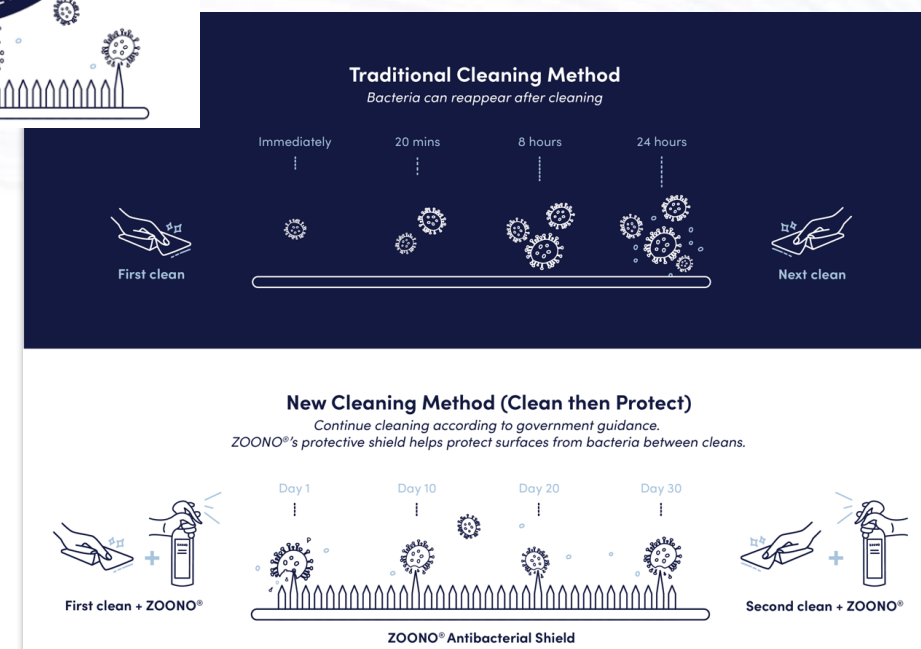 Traditional Cleaning Method
Bacteria can reappear after cleaning
Immediately
20 mins
8 hours
24 hours
First clean
Next clean
New Cleaning Method (Clean then Protect)
Continue cleaning according to government guidance.
ZOONO®'s protective shield helps protect surfaces from bacteria between cleans.
Day 1
Day 10
Day 20
Day 30
First clean + ZOONO®
Second clean + ZOONO®
ZOONO® Antibacterial Shield